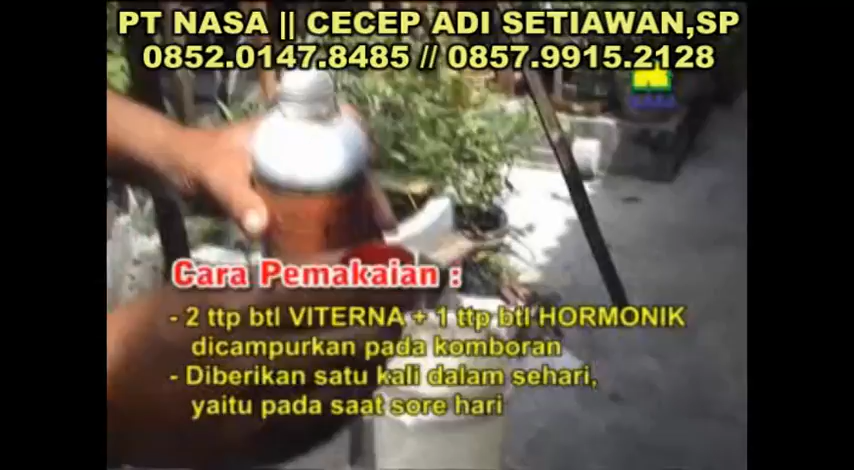 PT NASA || CECEP ADI SETIAWAN,SP
0852.0147.8485 // 0857.9915.2128
NASA
Cara Pemakaian :
- 2 ttp btl VITERNA + 1 ttp btl HORMONIK
dicampurkan pada komboran
- Diberikan satu kali dalam sehari,
yaitu pada saat sore hari